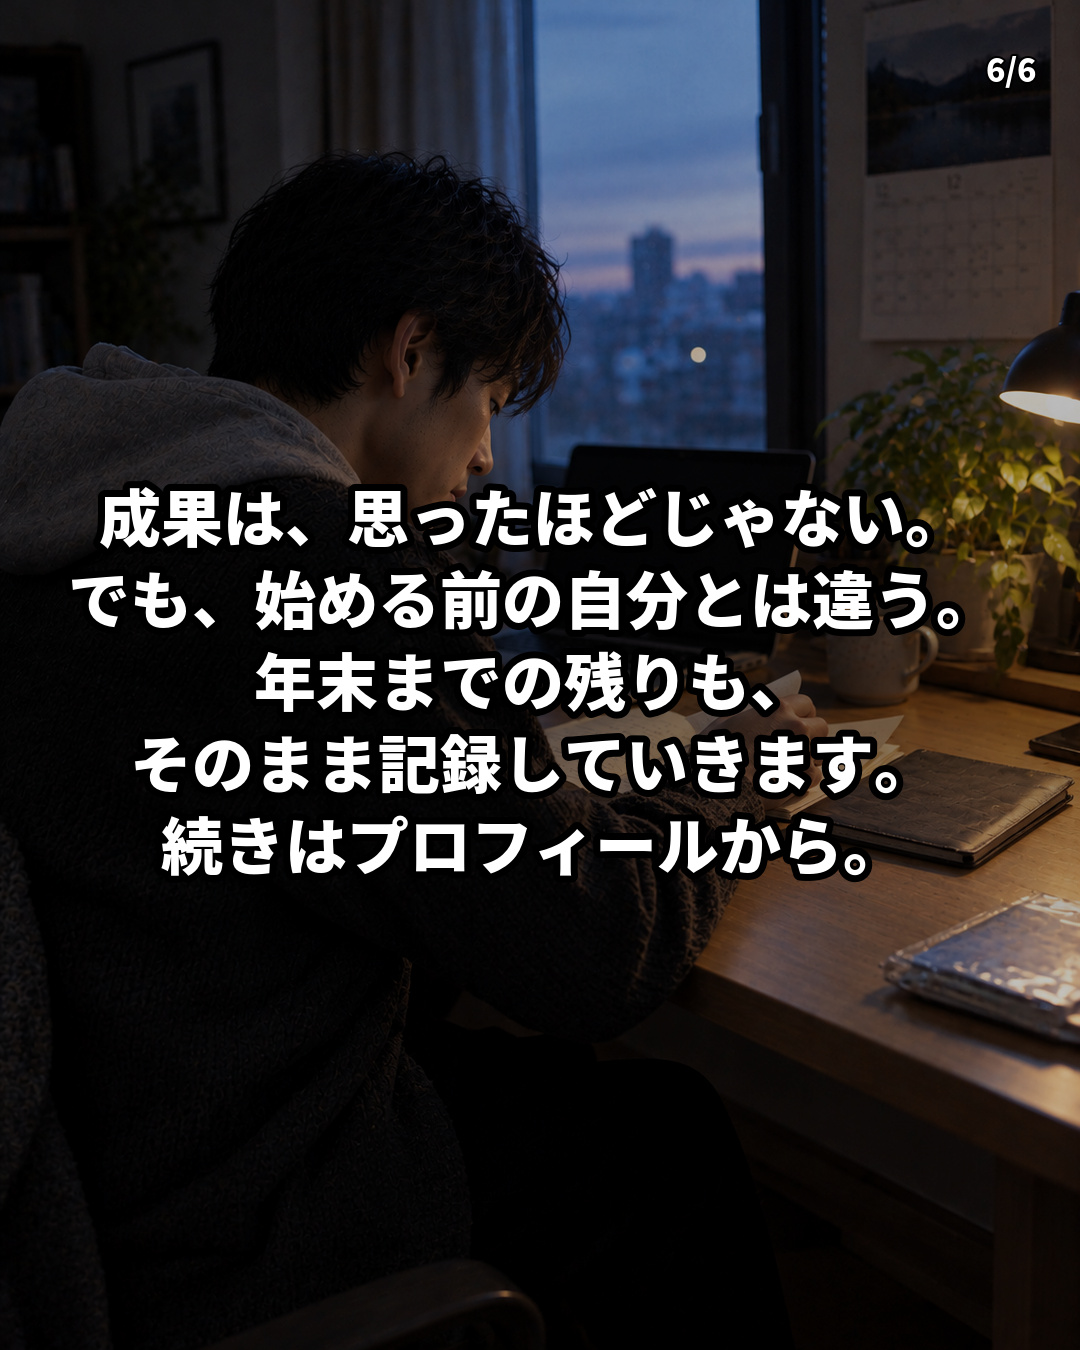 6/6
成果は、思ったほどじゃない。
でも、始める前の自分とは違う。
年末までの残りも、
そのまま記録していきます。
続きはプロフィールから。